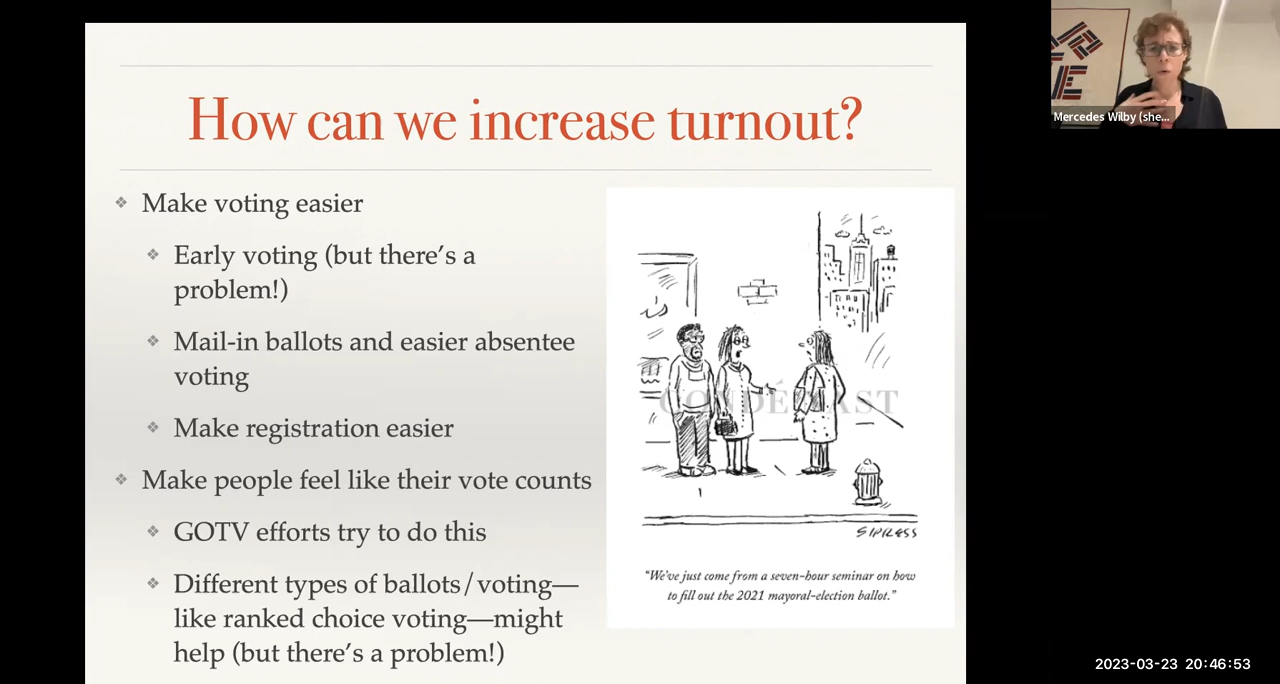 How can we increase turnout?
❖ Make voting easier
❖ Early voting (but there's a
problem!)
❖ Mail-in ballots and easier absentee
voting
❖ Make registration easier
❖ Make people feel like their vote counts
❖ GOTV efforts try to do this
❖ Different types of ballots/voting—
like ranked choice voting—might
help (but there's a problem!)
CONDÉ NAST
SIPRESS
"We've just come from a seven-hour seminar on how
to fill out the 2021 mayoral-election ballot."
Mercedes Wilby (she...
2023-03-23 20:46:53